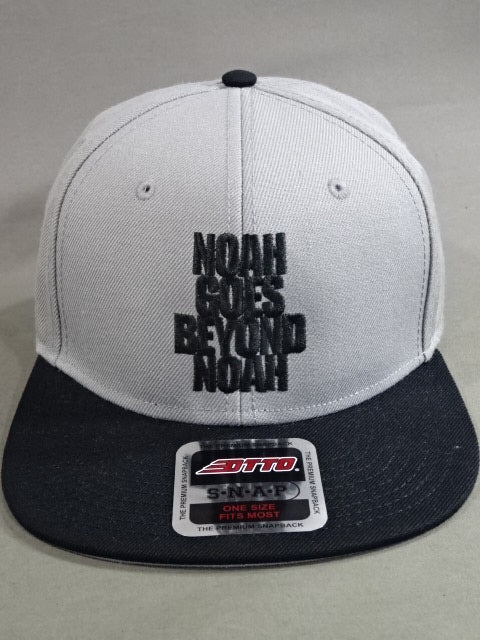 NOAH
GOES
BEYOND
NOAH
THE PREMIUM SNAPBACK
OTTO
S-N-A-P
ONE SIZE
FITS MOST
THE PREMIUM SNAPBACK
THE PREMIUM SNAPBACK
THE PREMIUM SNAPBACK